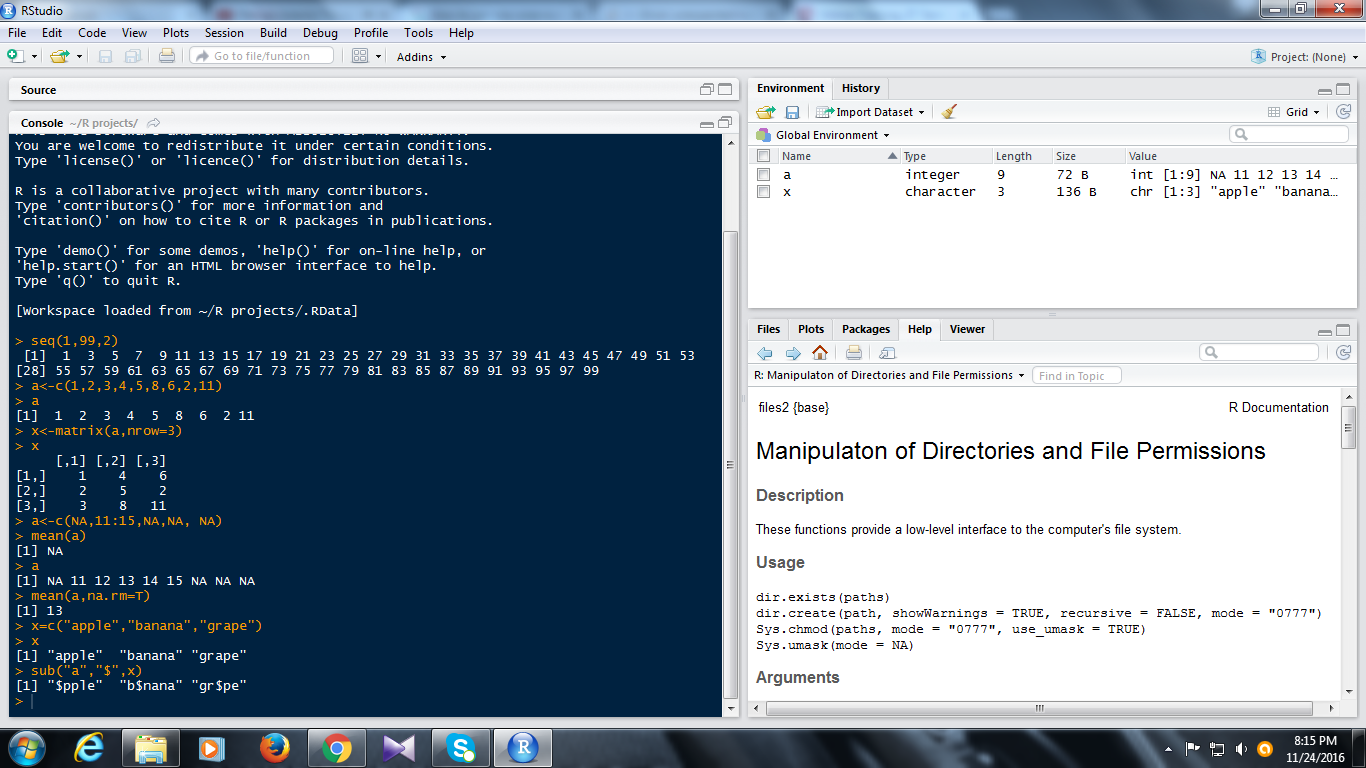 RStudio
File Edit Code View Plots Session Build Debug Profile Tools Help
Go to file/function Addins Project: (None)
Source
Console ~/R projects/
You are welcome to redistribute it under certain conditions.
Type 'license()' or 'licence()' for distribution details.
R is a collaborative project with many contributors.
Type 'contributors()' for more information and
'citation()' on how to cite R or R packages in publications.
Type 'demo()' for some demos, 'help()' for on-line help, or
'help.start()' for an HTML browser interface to help.
Type 'q()' to quit R.
[Workspace loaded from ~/R projects/.RData]
> seq(1,99,2)
[1] 1 3 5 7 9 11 13 15 17 19 21 23 25 27 29 31 33 35 37 39 41 43 45 47 49 51 53
[28] 55 57 59 61 63 65 67 69 71 73 75 77 79 81 83 85 87 89 91 93 95 97 99
> a<-c(1,2,3,4,5,8,6,2,11)
> a
[1] 1 2 3 4 5 8 6 2 11
> x<-matrix(a,nrow=3)
> x
[,1] [,2] [,3]
[1,] 1 4 6
[2,] 2 5 2
[3,] 3 8 11
> a<-c(NA,11:15,NA,NA, NA)
> mean(a)
[1] NA
> a
[1] NA 11 12 13 14 15 NA NA NA
> mean(a,na.rm=T)
[1] 13
> x=c("apple","banana","grape")
> x
[1] "apple" "banana" "grape"
> sub("a","$",x)
[1] "$pple" "b$nana" "gr$pe"
>
Environment History
Import Dataset Grid
Global Environment
Name Type Length Size Value
a integer 9 72 B int [1:9] NA 11 12 13 14 …
x character 3 136 B chr [1:3] "apple" "banana…
Files Plots Packages Help Viewer
R: Manipulaton of Directories and File Permissions Find in Topic
files2 {base} R Documentation
Manipulaton of Directories and File Permissions
Description
These functions provide a low-level interface to the computer's file system.
Usage
dir.exists(paths)
dir.create(path, showWarnings = TRUE, recursive = FALSE, mode = "0777")
Sys.chmod(paths, mode = "0777", use_umask = TRUE)
Sys.umask(mode = NA)
Arguments
8:15 PM
11/24/2016